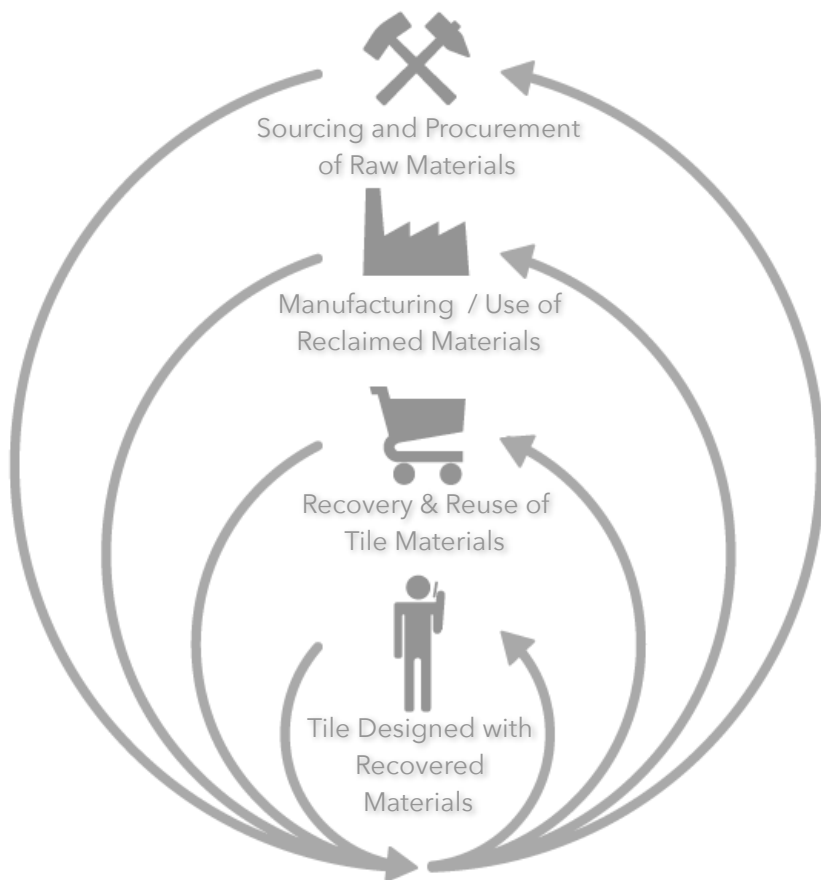 Sourcing and Procurement
of Raw Materials
Manufacturing / Use of
Reclaimed Materials
Recovery & Reuse of
Tile Materials
Tile Designed with
Recovered
Materials